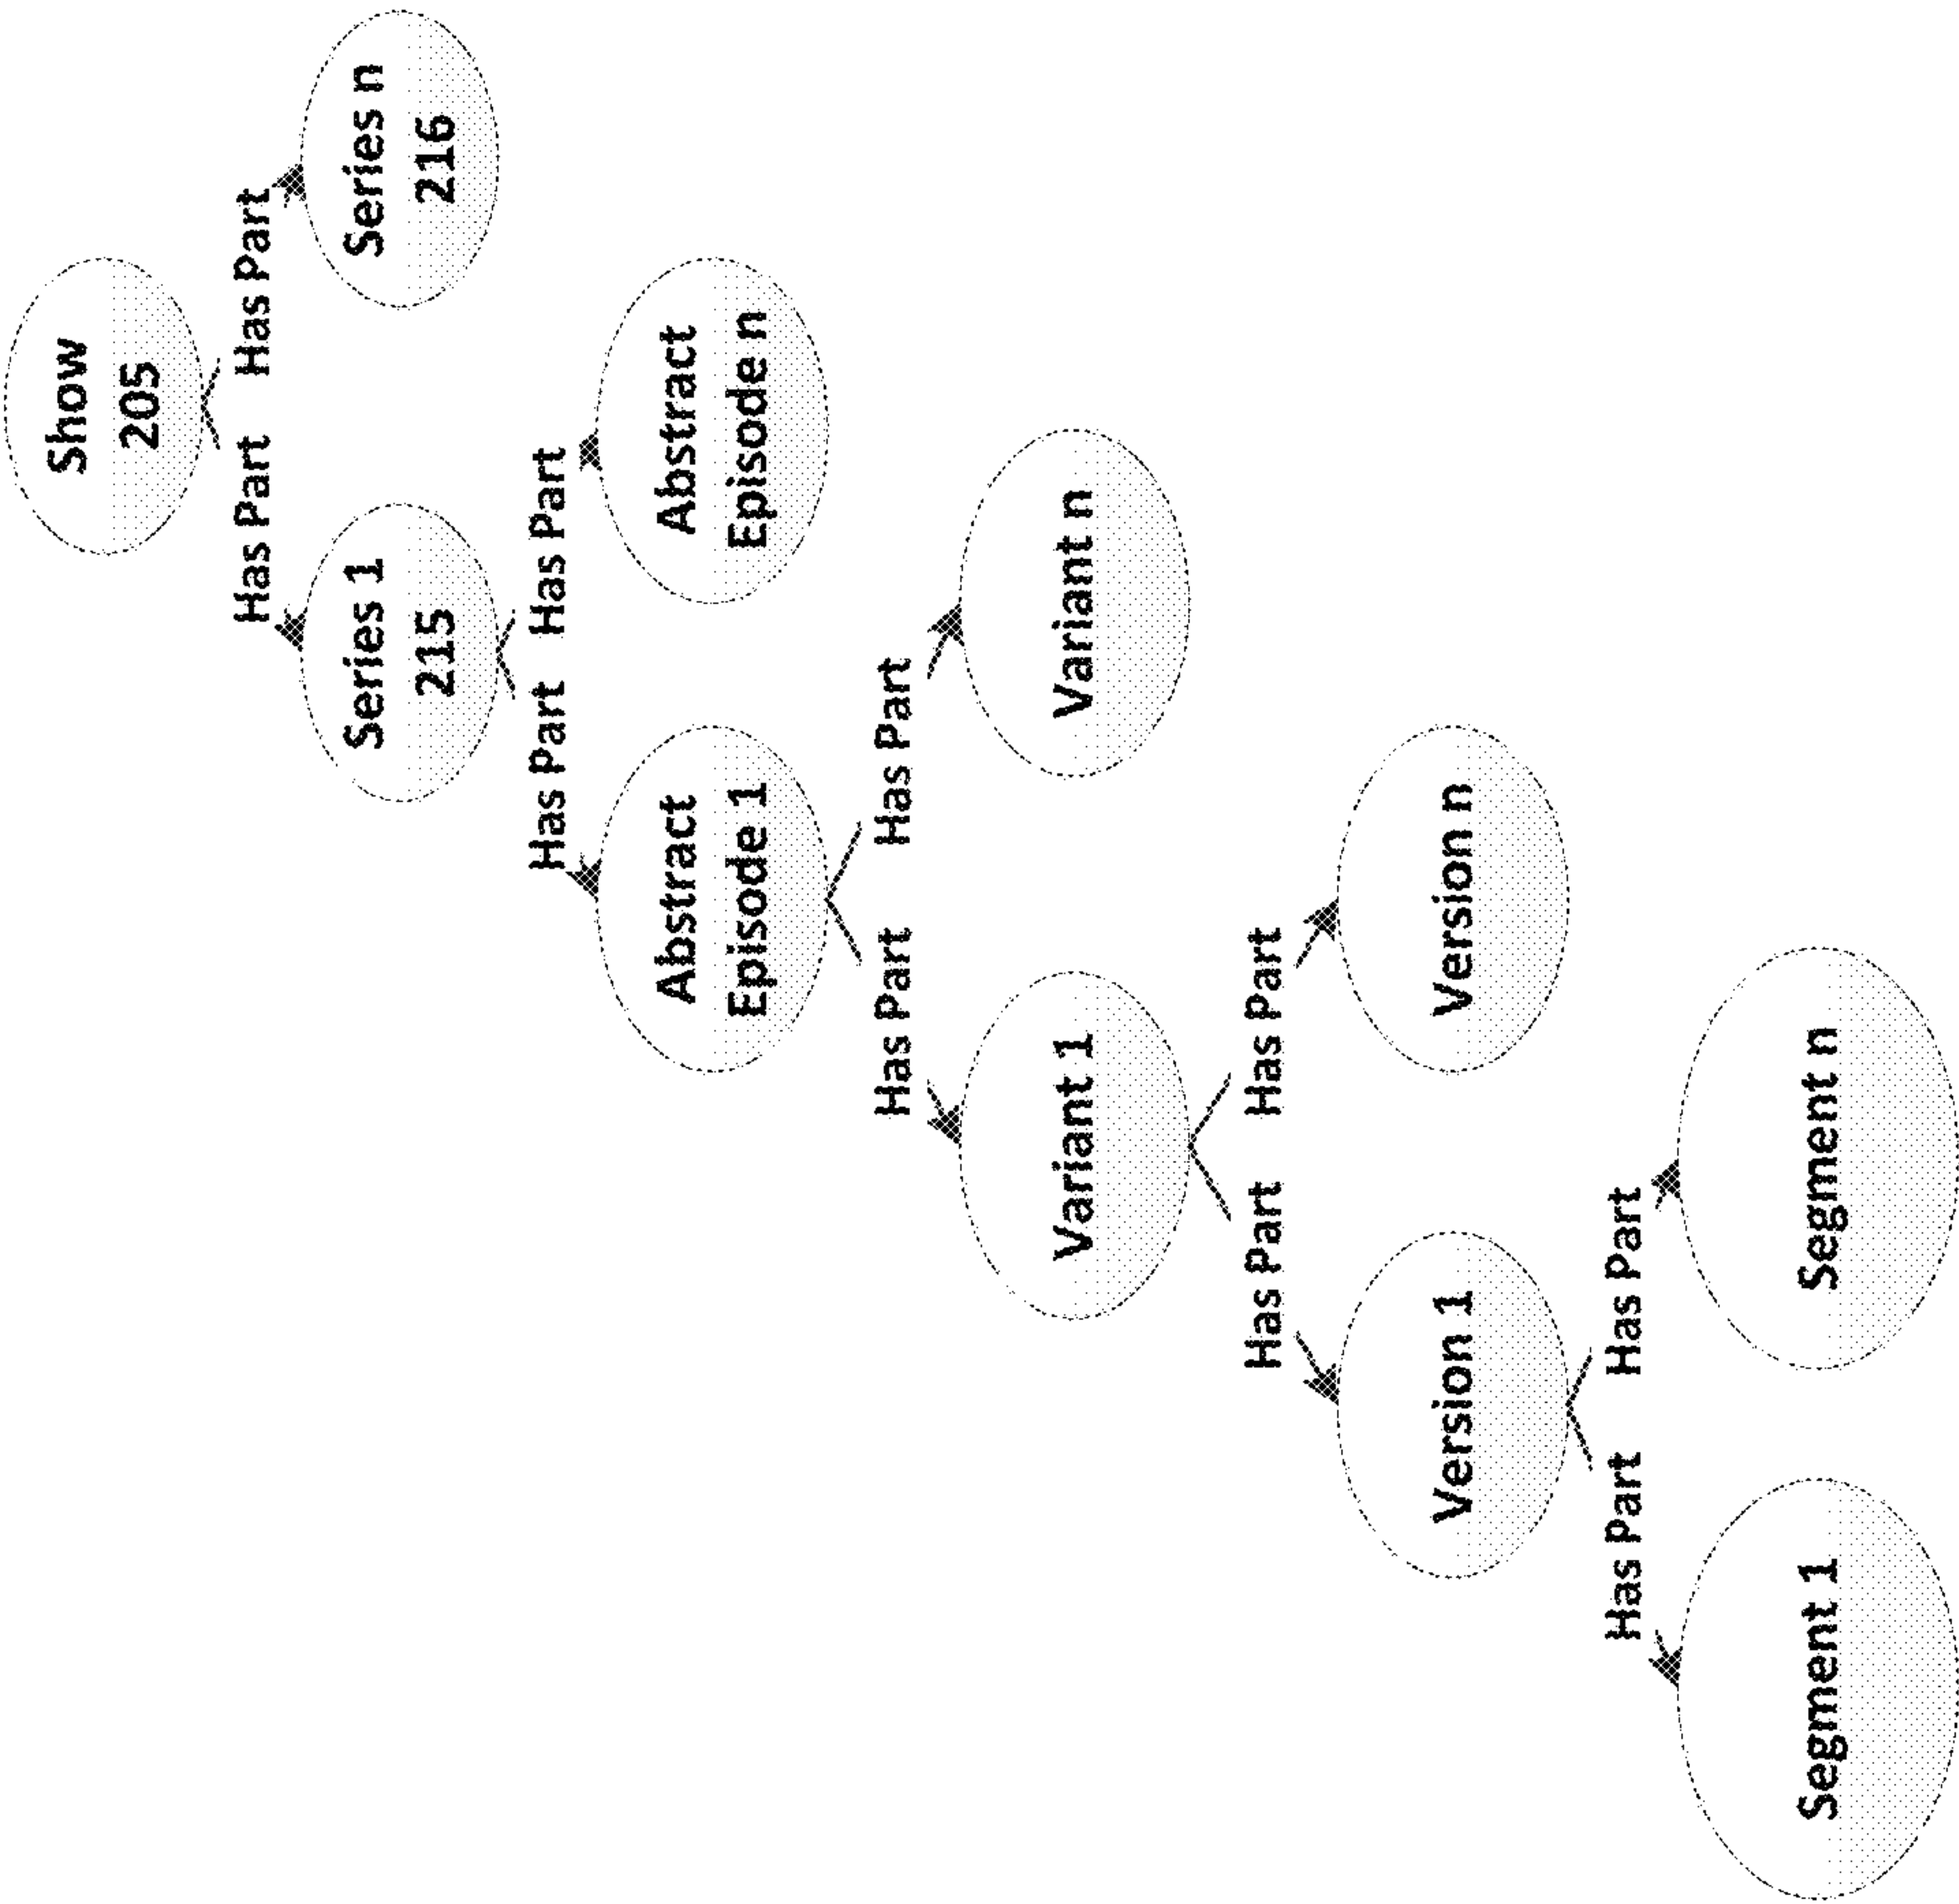 Show
205
Has Part
Has Part
Series 1
215
Series n
216
Has Part
Has Part
Abstract
Episode 1
Abstract
Episode n
Has Part
Has Part
Variant 1
Variant n
Has Part
Has Part
Version 1
Version n
Has Part
Has Part
Segment 1
Segment n